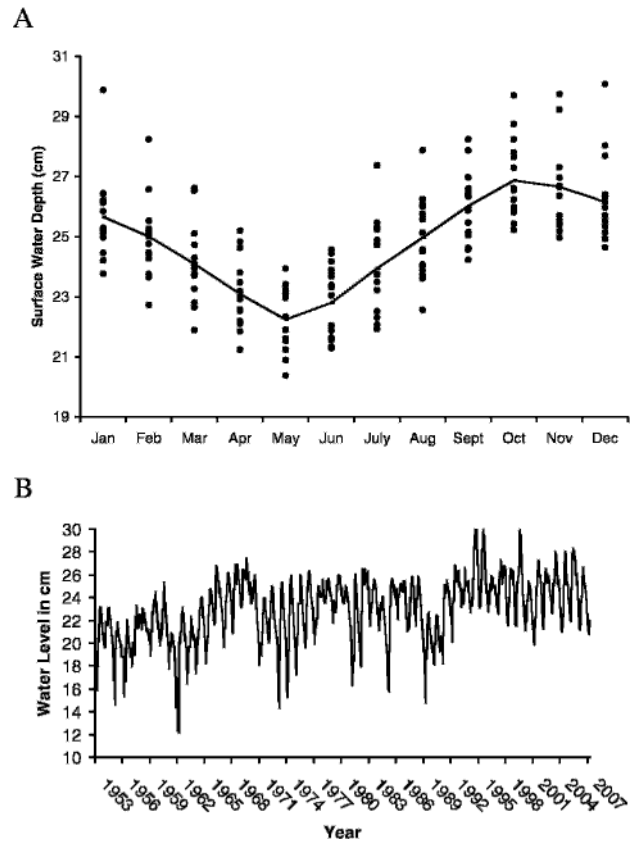 A
31
29
27
25
23
21
19
Surface Water Depth (cm)
Jan Feb Mar Apr May Jun July Aug Sept Oct Nov Dec
B
30
28
26
24
22
20
18
16
14
12
10
Water Level in cm
1953 1956 1959 1962 1965 1968 1971 1974 1977 1980 1983 1986 1989 1992 1995 1998 2001 2004 2007
Year